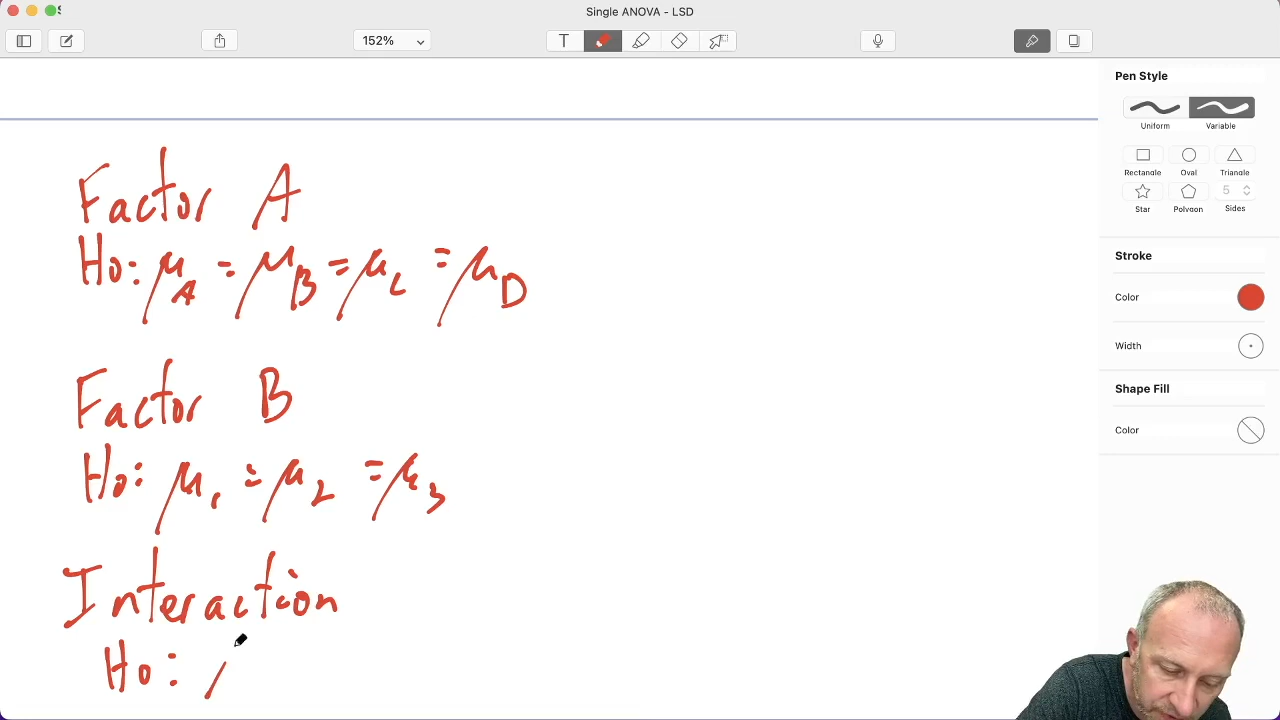 Single ANOVA - LSD
152%
T
Pen Style
Uniform Variable
Rectangle Oval Triangle
5
Star Polygon Sides
Stroke
Color
Width
Shape Fill
Color
Factor A
Ho: μA = μB = μC = μD
Factor B
Ho: μ1 = μ2 = μ3
Interaction
Ho: